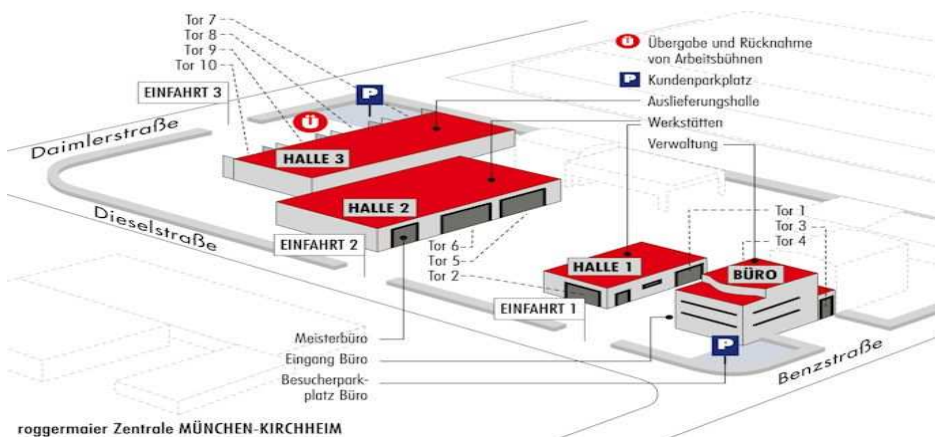 Tor 7
Tor 8
Tor 9
Tor 10
EINFAHRT 3
P
Ü
Ü Übergabe und Rücknahme
von Arbeitsbühnen
P Kundenparkplatz
Auslieferungshalle
Werkstätten
Verwaltung
Daimlerstraße
HALLE 3
Dieselstraße
HALLE 2
EINFAHRT 2
Tor 6
Tor 5
Tor 2
Tor 1
Tor 3
Tor 4
HALLE 1
BÜRO
EINFAHRT 1
Meisterbüro
Eingang Büro
Besucherpark-
platz Büro
P
Benzstraße
roggermaier Zentrale MÜNCHEN-KIRCHHEIM